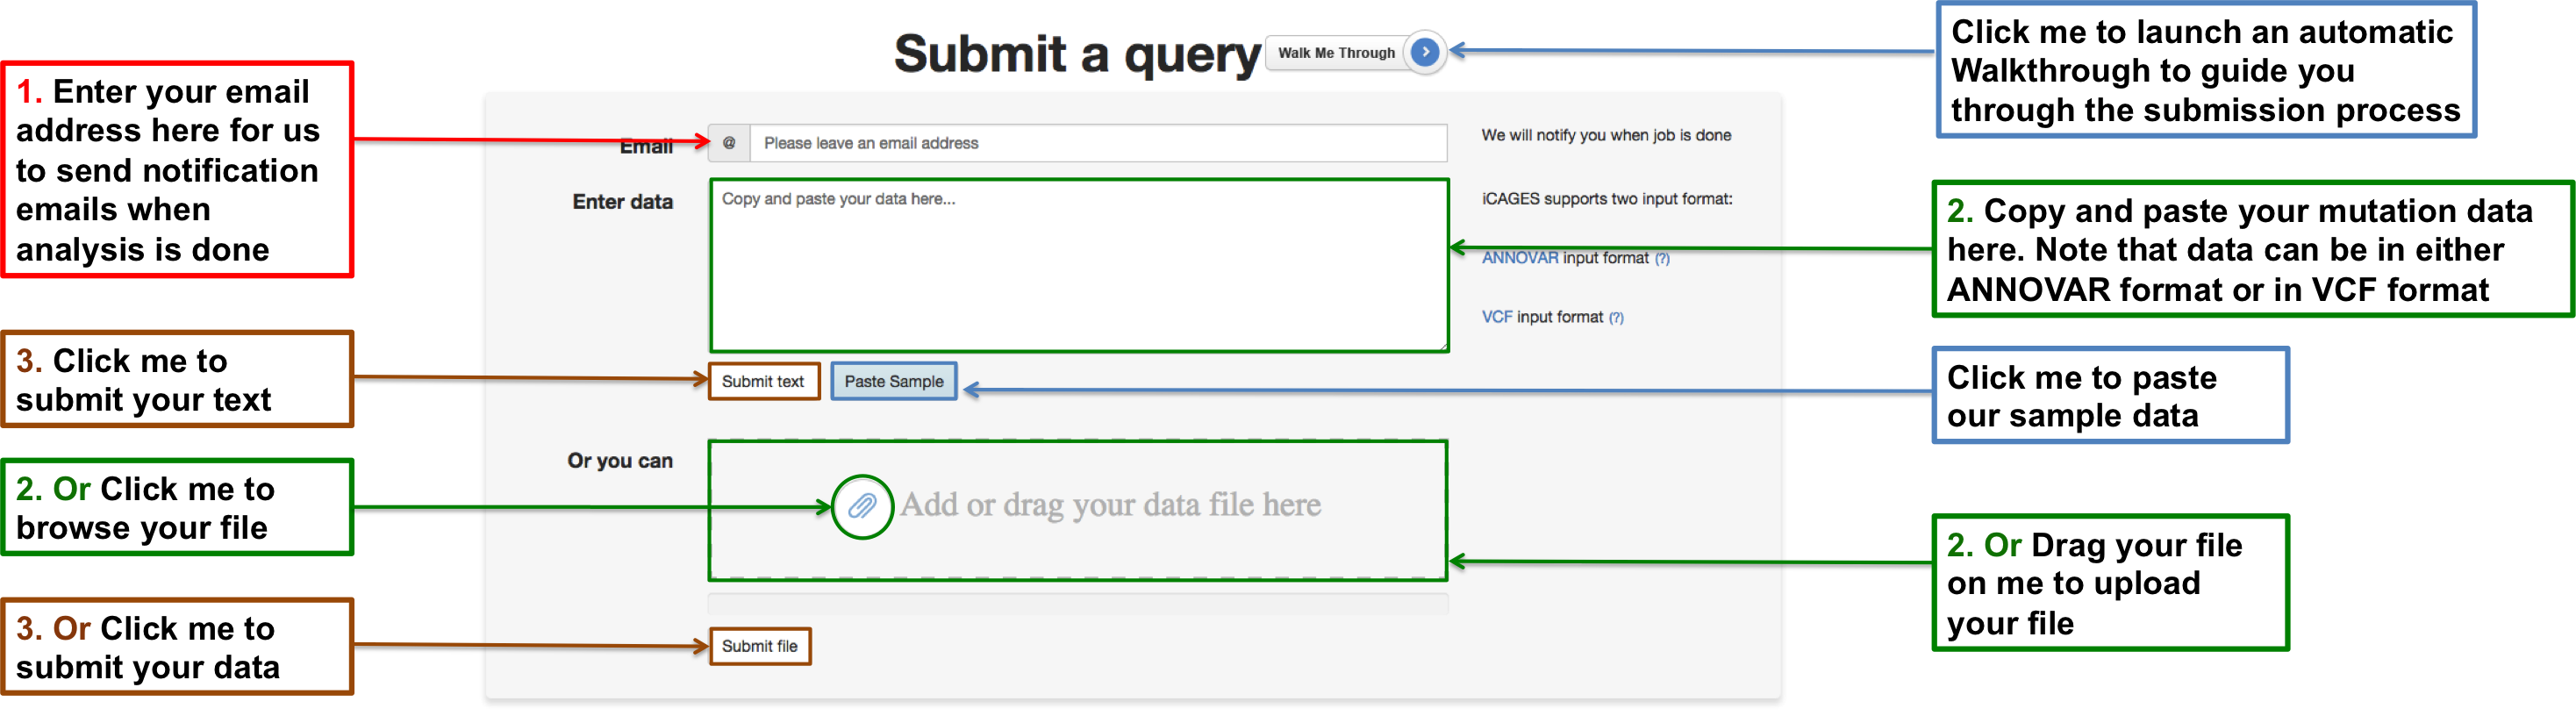 Submit a query
Walk Me Through
Click me to launch an automatic
Walkthrough to guide you
through the submission process
1. Enter your email
address here for us
to send notification
emails when
analysis is done
Email
@
Please leave an email address
We will notify you when job is done
Enter data
Copy and paste your data here...
iCAGES supports two input format:
ANNOVAR input format (?)
VCF input format (?)
2. Copy and paste your mutation data
here. Note that data can be in either
ANNOVAR format or in VCF format
3. Click me to
submit your text
Submit text
Paste Sample
Click me to paste
our sample data
Or you can
2. Or Click me to
browse your file
Add or drag your data file here
2. Or Drag your file
on me to upload
your file
3. Or Click me to
submit your data
Submit file